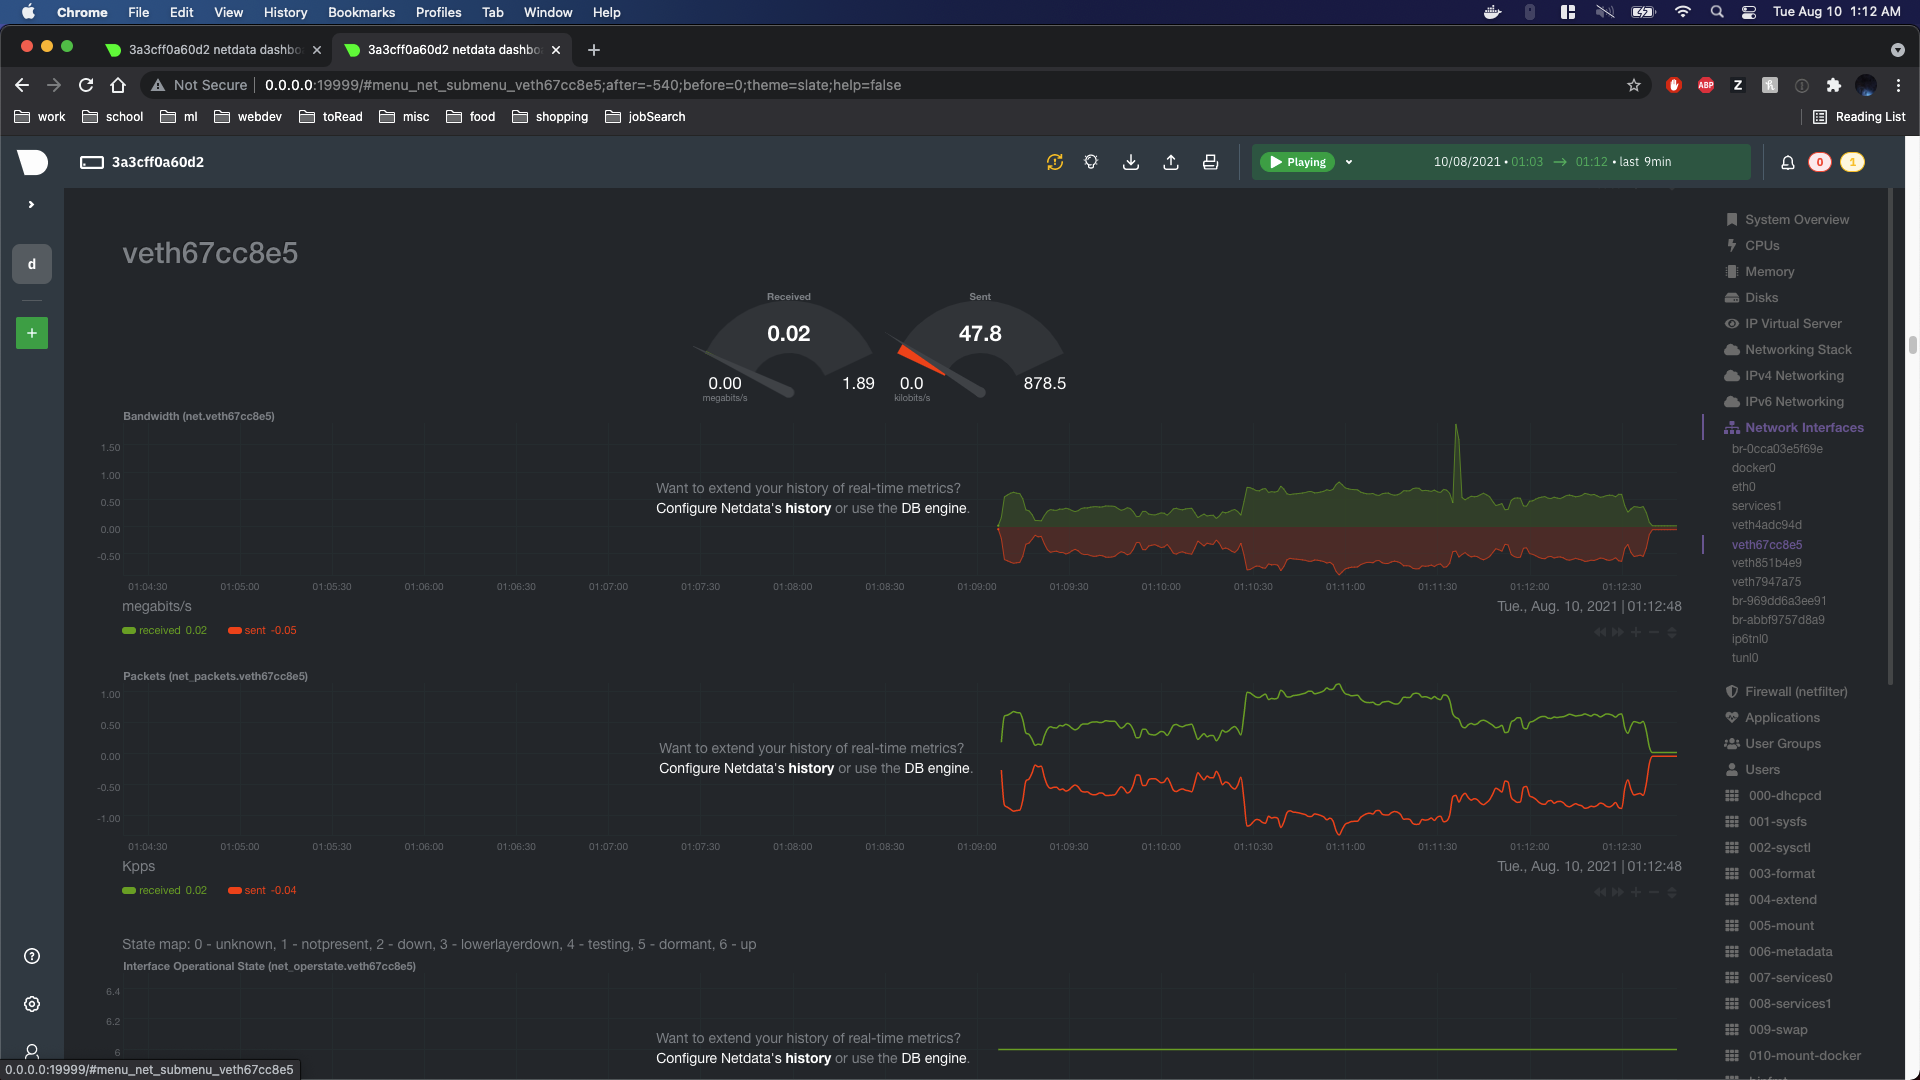 Chrome File Edit View History Bookmarks Profiles Tab Window Help Tue Aug 10 1:12 AM
3a3cff0a60d2 netdata dashbo 3a3cff0a60d2 netdata dashbo
Not Secure 0.0.0.0:19999/#menu_net_submenu_veth67cc8e5;after=-540;before=0;theme=slate;help=false
ABP Z
work school ml webdev toRead misc food shopping jobSearch Reading List
3a3cff0a60d2 Playing 10/08/2021 • 01:03 → 01:12 • last 9min 0 1
d
+
veth67cc8e5
Received Sent
0.02 47.8
0.00 1.89 0.0 878.5
megabits/s kilobits/s
Bandwidth (net.veth67cc8e5)
1.50
1.00
0.50
0.00
-0.50
Want to extend your history of real-time metrics?
Configure Netdata's history or use the DB engine.
01:04:30 01:05:00 01:05:30 01:06:00 01:06:30 01:07:00 01:07:30 01:08:00 01:08:30 01:09:00 01:09:30 01:10:00 01:10:30 01:11:00 01:11:30 01:12:00 01:12:30
megabits/s Tue., Aug. 10, 2021 | 01:12:48
received 0.02 sent -0.05
Packets (net_packets.veth67cc8e5)
1.00
0.50
0.00
-0.50
-1.00
Want to extend your history of real-time metrics?
Configure Netdata's history or use the DB engine.
01:04:30 01:05:00 01:05:30 01:06:00 01:06:30 01:07:00 01:07:30 01:08:00 01:08:30 01:09:00 01:09:30 01:10:00 01:10:30 01:11:00 01:11:30 01:12:00 01:12:30
Kpps Tue., Aug. 10, 2021 | 01:12:48
received 0.02 sent -0.04
State map: 0 - unknown, 1 - notpresent, 2 - down, 3 - lowerlayerdown, 4 - testing, 5 - dormant, 6 - up
Interface Operational State (net_operstate.veth67cc8e5)
6.4
6.2
6
Want to extend your history of real-time metrics?
Configure Netdata's history or use the DB engine.
System Overview
CPUs
Memory
Disks
IP Virtual Server
Networking Stack
IPv4 Networking
IPv6 Networking
Network Interfaces
br-0cca03e5f69e
docker0
eth0
services1
veth4adc94d
veth67cc8e5
veth851b4e9
veth7947a75
br-969dd6a3ee91
br-abbf9757d8a9
ip6tnl0
tunl0
Firewall (netfilter)
Applications
User Groups
Users
000-dhcpcd
001-sysfs
002-sysctl
003-format
004-extend
005-mount
006-metadata
007-services0
008-services1
009-swap
010-mount-docker
0.0.0.0:19999/#menu_net_submenu_veth67cc8e5